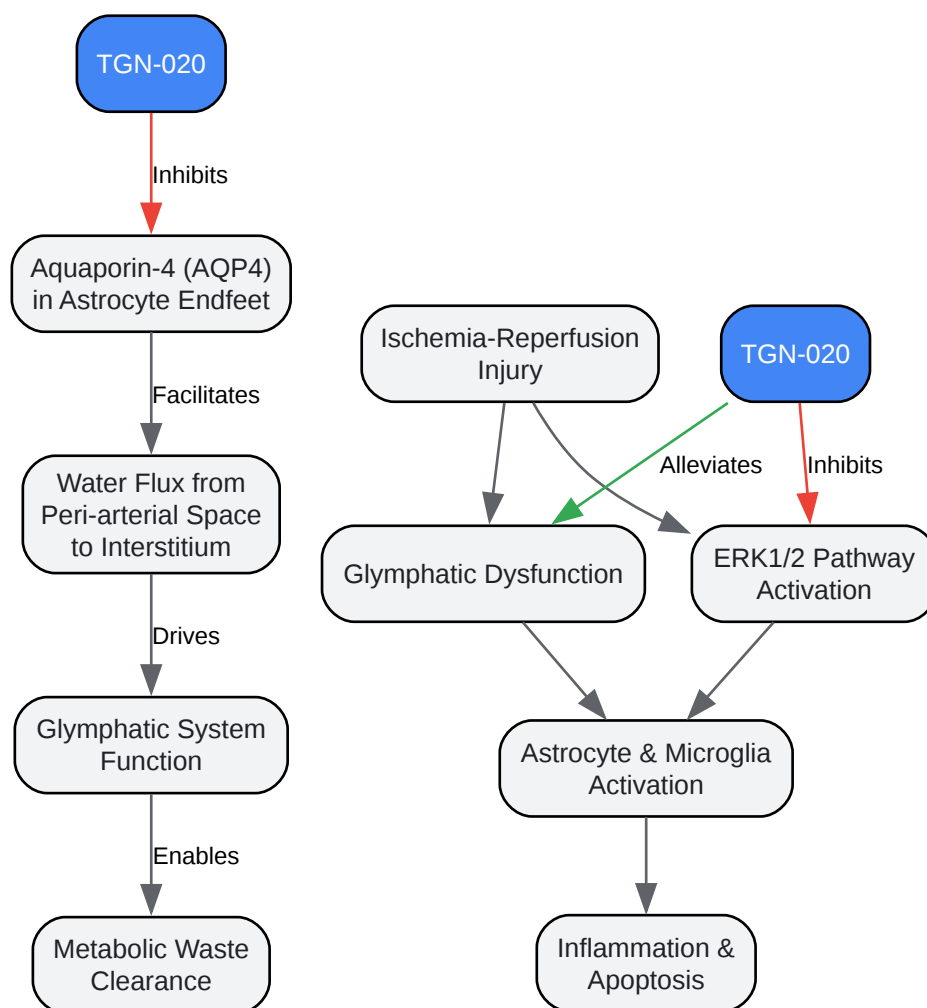 TGN-020
Inhibits
Aquaporin-4 (AQP4)
in Astrocyte Endfeet
Facilitates
Water Flux from
Peri-arterial Space
to Interstitium
Drives
Glymphatic System
Function
Enables
Metabolic Waste
Clearance
Ischemia-Reperfusion
Injury
TGN-020
Alleviates
Inhibits
Glymphatic Dysfunction
ERK1/2 Pathway
Activation
Astrocyte & Microglia
Activation
Inflammation &
Apoptosis